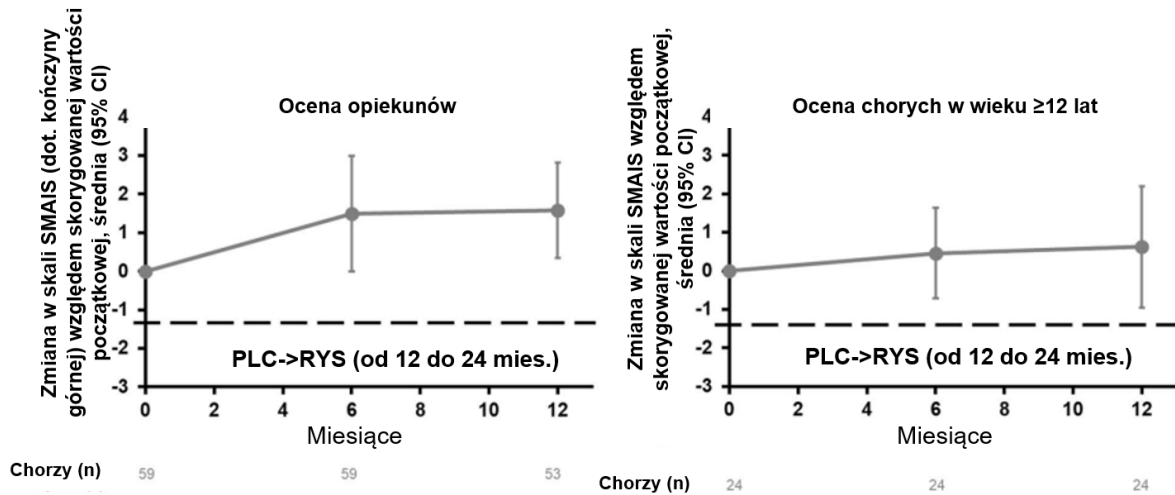 Zmiana w skali SMAIS (dot. kończyny
górnej) względem skorygowanej wartości
początkowej, średnia (95% CI)
Ocena opiekunów
4
3
2
1
0
-1
-2
-3
PLC->RYS (od 12 do 24 mies.)
0 2 4 6 8 10 12
Miesiące
Chorzy (n) 59 59 53
Zmiana w skali SMAIS względem
skorygowanej wartości początkowej,
średnia (95% CI)
Ocena chorych w wieku ≥12 lat
4
3
2
1
0
-1
-2
-3
PLC->RYS (od 12 do 24 mies.)
0 2 4 6 8 10 12
Miesiące
Chorzy (n) 24 24 24